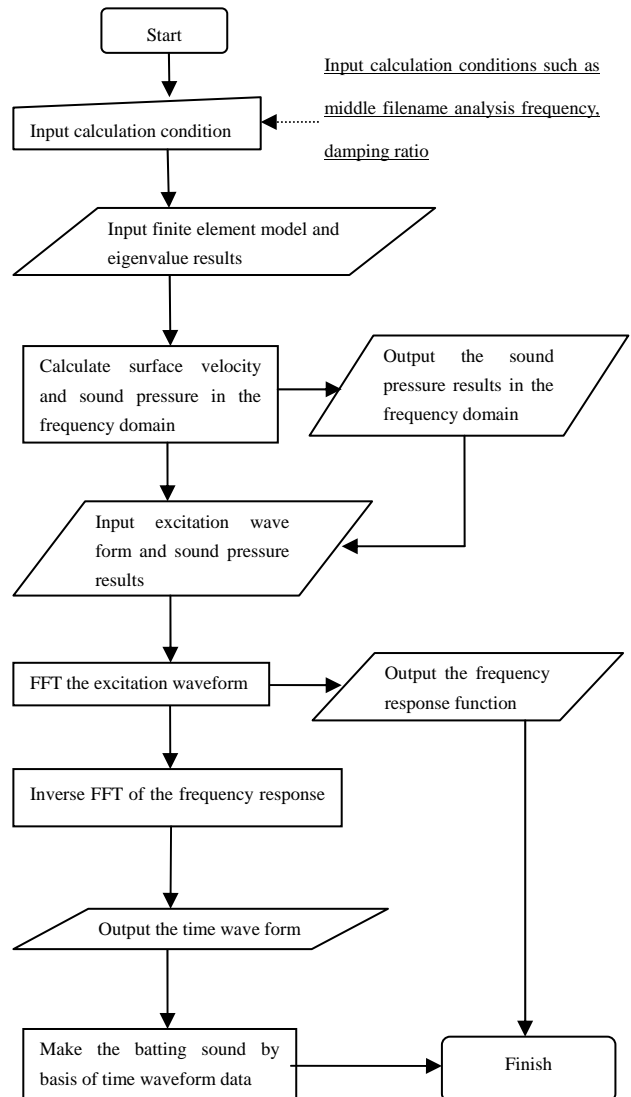 Start
Input calculation conditions such as
middle filename analysis frequency,
damping ratio
Input calculation condition
Input finite element model and
eigenvalue results
Calculate surface velocity
and sound pressure in the
frequency domain
Output the sound
pressure results in the
frequency domain
Input excitation wave
form and sound pressure
results
FFT the excitation waveform
Output the frequency
response function
Inverse FFT of the frequency response
Output the time wave form
Make the batting sound by
basis of time waveform data
Finish